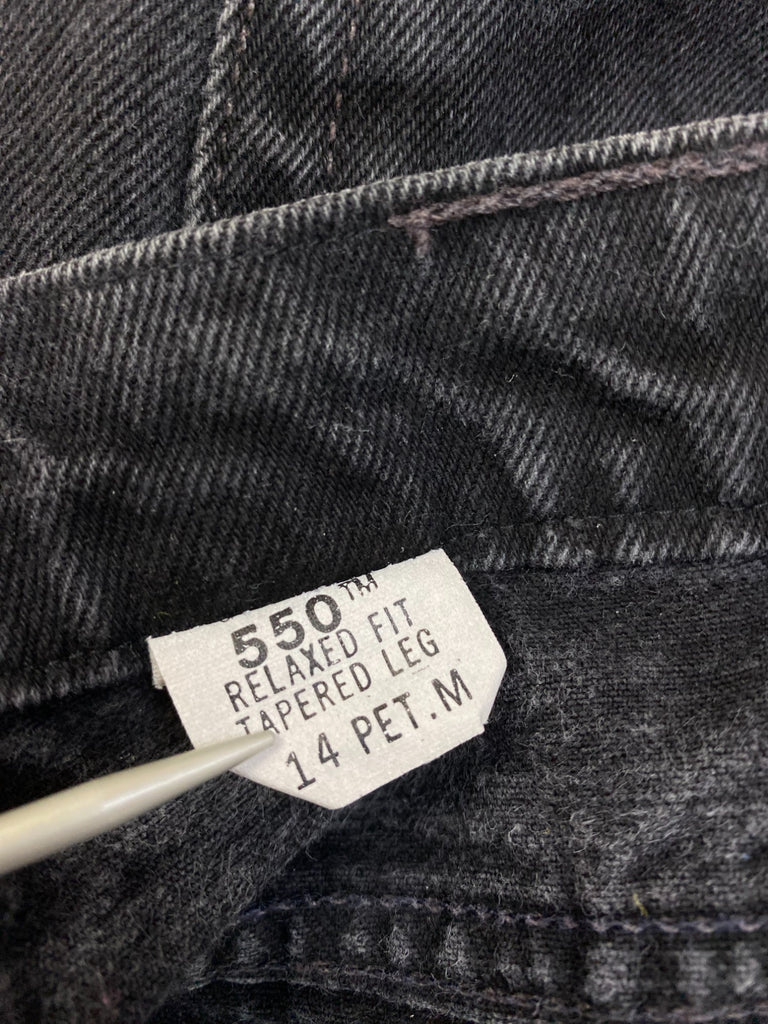 550™
RELAXED FIT
TAPERED LEG
14 PET.M